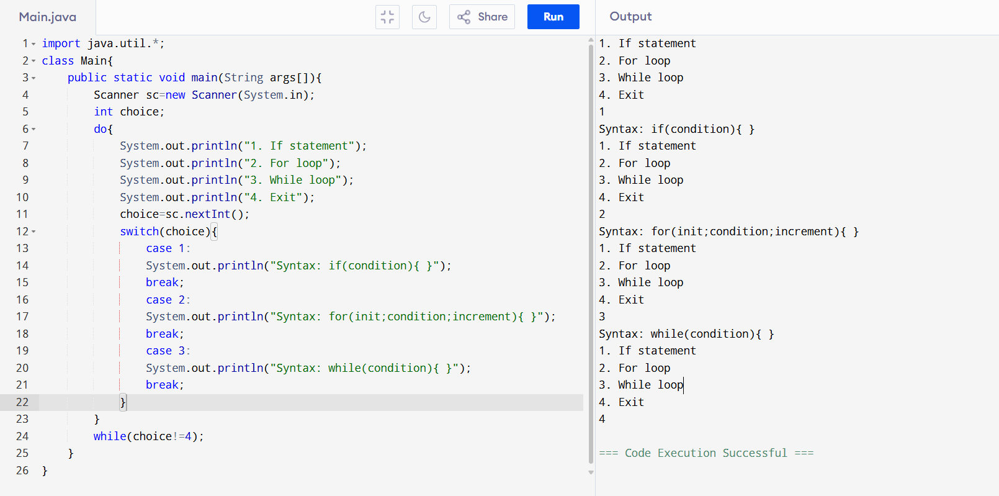 Main.java
Share
Run
Output
1 import java.util.*;
2 class Main{
3 public static void main(String args[]){
4 Scanner sc=new Scanner(System.in);
5 int choice;
6 do{
7 System.out.println("1. If statement");
8 System.out.println("2. For loop");
9 System.out.println("3. While loop");
10 System.out.println("4. Exit");
11 choice=sc.nextInt();
12 switch(choice){
13 case 1:
14 System.out.println("Syntax: if(condition){ }");
15 break;
16 case 2:
17 System.out.println("Syntax: for(init;condition;increment){ }");
18 break;
19 case 3:
20 System.out.println("Syntax: while(condition){ }");
21 break;
22 }
23 }
24 while(choice!=4);
25 }
26 }
1. If statement
2. For loop
3. While loop
4. Exit
1
Syntax: if(condition){ }
1. If statement
2. For loop
3. While loop
4. Exit
2
Syntax: for(init;condition;increment){ }
1. If statement
2. For loop
3. While loop
4. Exit
3
Syntax: while(condition){ }
1. If statement
2. For loop
3. While loop
4. Exit
4
=== Code Execution Successful ===